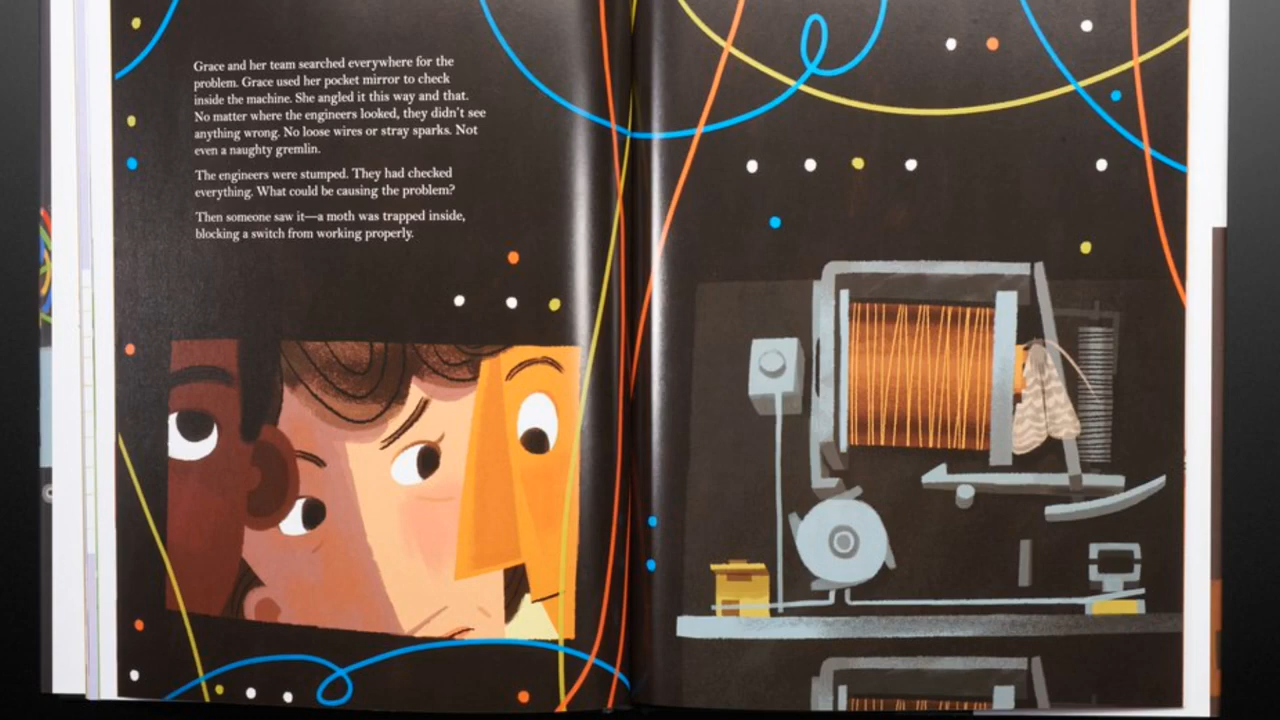 Grace and her team searched everywhere for the
problem. Grace used her pocket mirror to check
inside the machine. She angled it this way and that.
No matter where the engineers looked, they didn't see
anything wrong. No loose wires or stray sparks. Not
even a naughty gremlin.
The engineers were stumped. They had checked
everything. What could be causing the problem?
Then someone saw it—a moth was trapped inside,
blocking a switch from working properly.